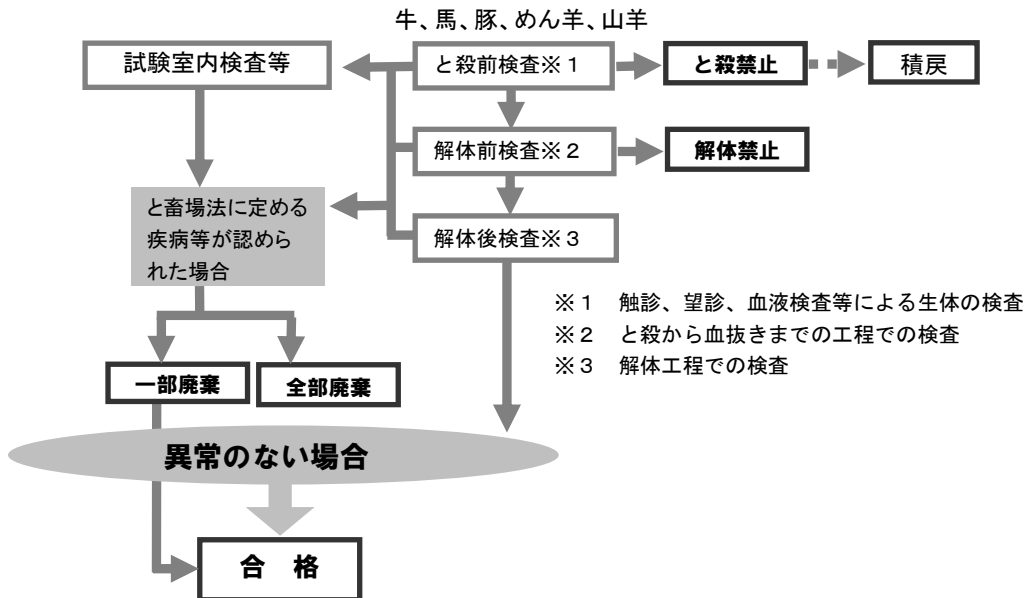 牛、馬、豚、めん羊、山羊
試験室内検査等
と殺前検査※１
と殺禁止
積戻
解体前検査※２
解体禁止
と畜場法に定める
疾病等が認めら
れた場合
解体後検査※３
※１　触診、望診、血液検査等による生体の検査
※２　と殺から血抜きまでの工程での検査
※３　解体工程での検査
一部廃棄
全部廃棄
異常のない場合
合　格